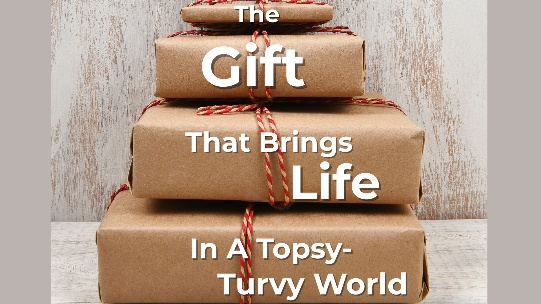 The
Gift
That Brings
Life
In A Topsy-
Turvy World